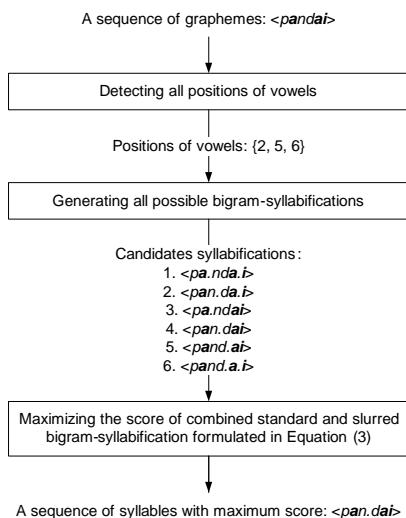 A sequence of graphemes: <pandai>
Detecting all positions of vowels
Positions of vowels: {2, 5, 6}
Generating all possible bigram-syllabifications
Candidates syllabifications:
1. <pa.nda.i>
2. <pan.da.i>
3. <pa.ndai>
4. <pan.dai>
5. <pand.ai>
6. <pand.a.i>
Maximizing the score of combined standard and slurred
bigram-syllabification formulated in Equation (3)
A sequence of syllables with maximum score: <pan.dai>